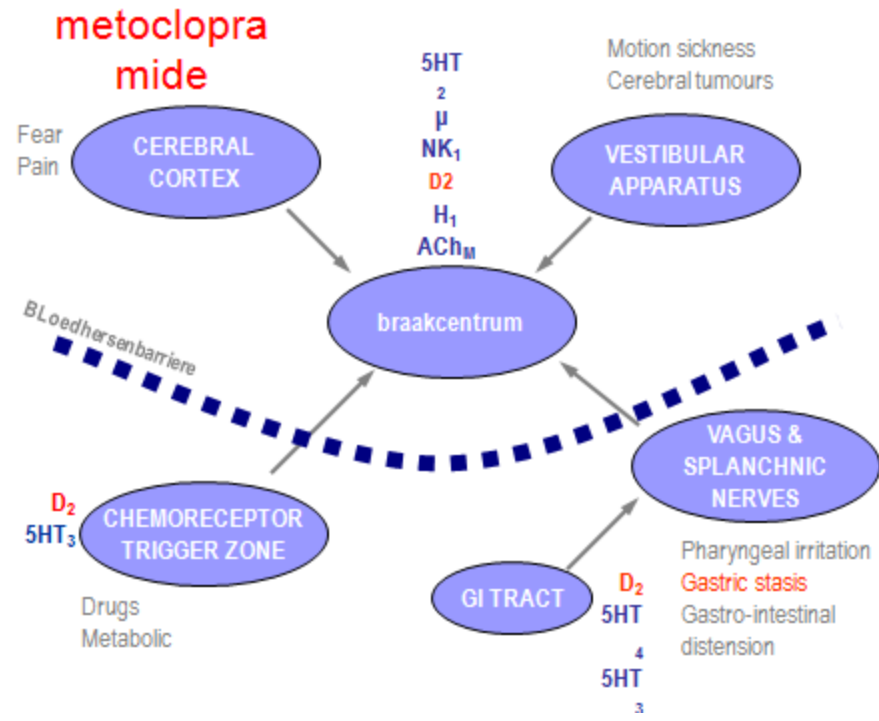 metoclopra
mide
Fear
Pain
CEREBRAL
CORTEX
5HT
2
µ
NK₁
D2
H₁
AChM
Motion sickness
Cerebral tumours
VESTIBULAR
APPARATUS
braakcentrum
BLoedhersenbarriere
D₂
5HT₃
CHEMORECEPTOR
TRIGGER ZONE
Drugs
Metabolic
VAGUS &
SPLANCHNIC
NERVES
GI TRACT
D₂
5HT
4
5HT
3
Pharyngeal irritation
Gastric stasis
Gastro-intestinal
distension